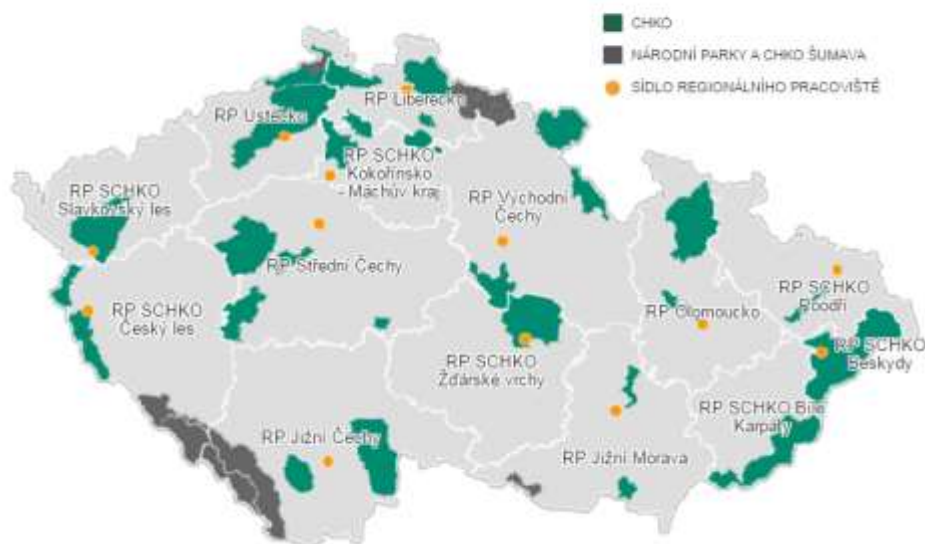 CHKO
NÁRODNÍ PARKY A CHKO ŠUMAVA
SÍDLO REGIONÁLNÍHO PRACOVIŠTĚ
RP Liberecko
RP Ústecko
RP SCHKO
Kokořínsko
- Máchův kraj
RP SCHKO
Slavkovský les
RP Východní
Čechy
RP Střední Čechy
RP SCHKO
Poodří
RP SCHKO
Český les
RP Olomoucko
RP SCHKO
Beskydy
RP SCHKO
Žďárské vrchy
RP SCHKO Bílé
Karpaty
RP Jižní Čechy
RP Jižní Morava